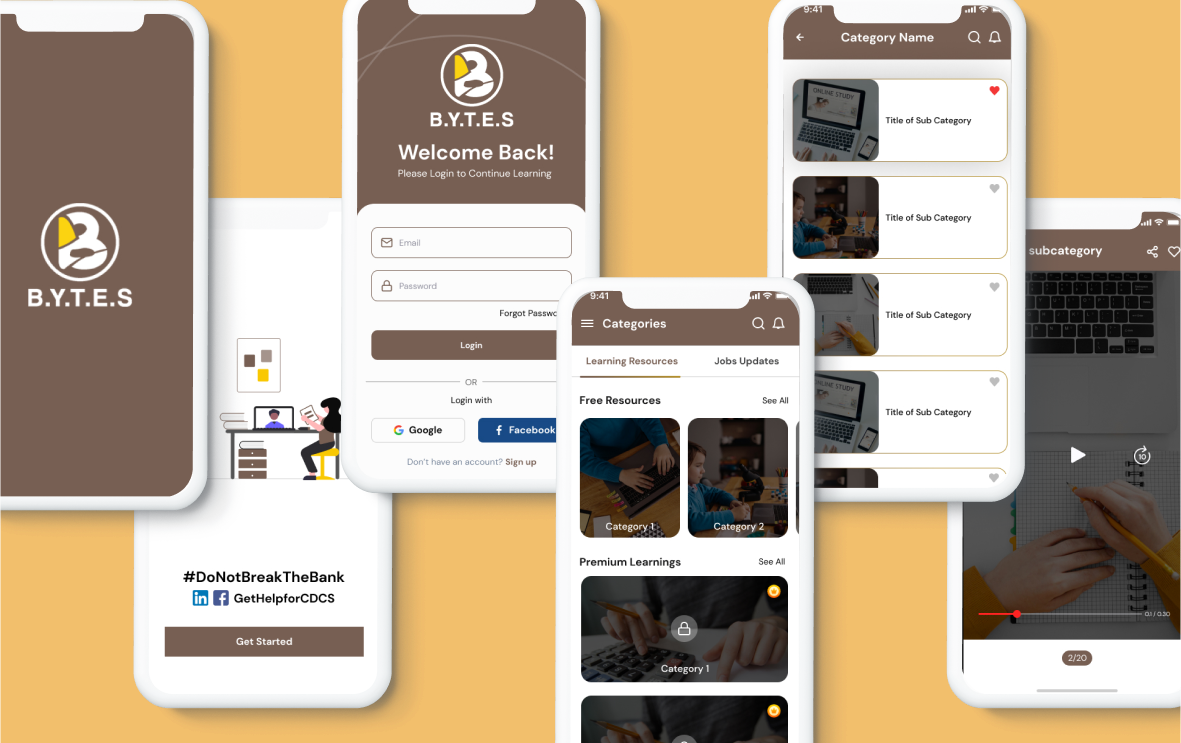 B.Y.T.E.S
#DoNotBreakTheBank
GetHelpforCDCS
Get Started
B.Y.T.E.S
Welcome Back!
Please Login to Continue Learning
Email
Password
Forgot Passwo
Login
OR
Login with
Google
Facebook
Don't have an account? Sign up
9:41
Categories
Learning Resources
Jobs Updates
Free Resources
See All
Category 1
Category 2
Premium Learnings
See All
Category 1
9:41
Category Name
ONLINE STUDY
Title of Sub Category
Title of Sub Category
Title of Sub Category
ONLINE STUDY
Title of Sub Category
subcategory
10
0.1 / 0.30
2/20